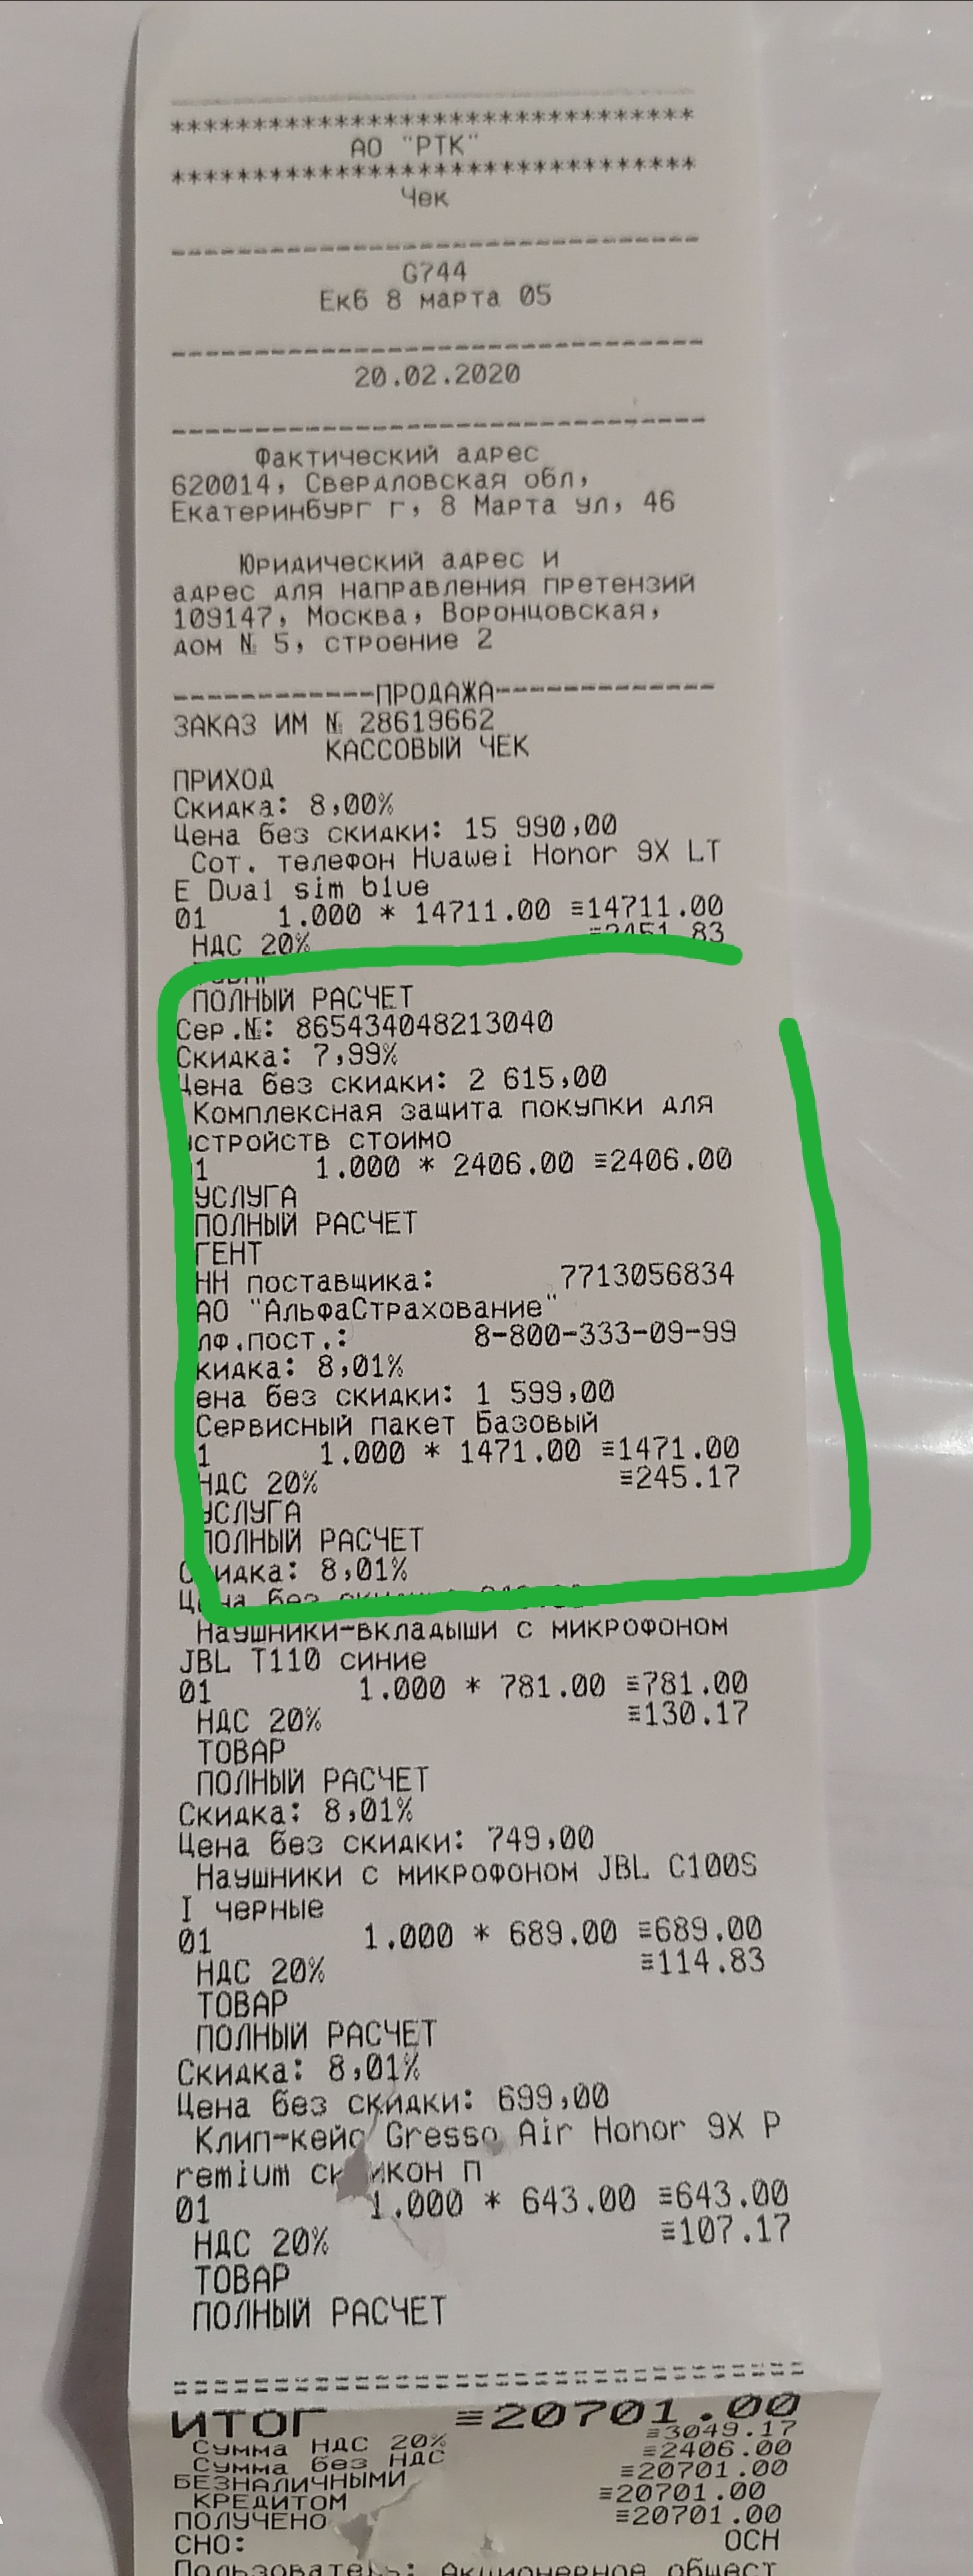 *********************************
АО "РТК"
*********************************
Чек
G744
Екб 8 марта 05
20.02.2020
Фактический адрес
620014, Свердловская обл,
Екатеринбург г, 8 Марта ул, 46
Юридический адрес и
адрес для направления претензий
109147, Москва, Воронцовская,
дом № 5, строение 2
------------ПРОДАЖА-------------
ЗАКАЗ ИМ № 28619662
КАССОВЫЙ ЧЕК
ПРИХОД
Скидка: 8,00%
Цена без скидки: 15 990,00
Сот. телефон Huawei Honor 9X LT
E Dual sim blue
01 1.000 * 14711.00 ≡14711.00
НДС 20% ≡2451.83
ТОВАР
ПОЛНЫЙ РАСЧЕТ
Сер.№: 865434048213040
Скидка: 7,99%
Цена без скидки: 2 615,00
Комплексная защита покупки для
устройств стоимо
1 1.000 * 2406.00 ≡2406.00
УСЛУГА
ПОЛНЫЙ РАСЧЕТ
ГЕНТ
НН поставщика: 7713056834
АО "АльфаСтрахование"
лф.пост.: 8-800-333-09-99
кидка: 8,01%
ена без скидки: 1 599,00
Сервисный пакет Базовый
1 1.000 * 1471.00 ≡1471.00
НДС 20% ≡245.17
УСЛУГА
ПОЛНЫЙ РАСЧЕТ
Скидка: 8,01%
Цена без
Наушники-вкладыши с микрофоном
JBL T110 синие
01 1.000 * 781.00 ≡781.00
НДС 20% ≡130.17
ТОВАР
ПОЛНЫЙ РАСЧЕТ
Скидка: 8,01%
Цена без скидки: 749,00
Наушники с микрофоном JBL C100S
I черные
01 1.000 * 689.00 ≡689.00
НДС 20% ≡114.83
ТОВАР
ПОЛНЫЙ РАСЧЕТ
Скидка: 8,01%
Цена без скидки: 699,00
Клип-кейс Gresso Air Honor 9X P
remium силикон п
01 1.000 * 643.00 ≡643.00
НДС 20% ≡107.17
ТОВАР
ПОЛНЫЙ РАСЧЕТ
ИТОГ ≡20701.00
Сумма НДС 20% ≡3049.17
Сумма без НДС ≡2406.00
БЕЗНАЛИЧНЫМИ ≡20701.00
КРЕДИТОМ ≡20701.00
ПОЛУЧЕНО ≡20701.00
СНО: ОСН
Пользователь: Акционерное общест